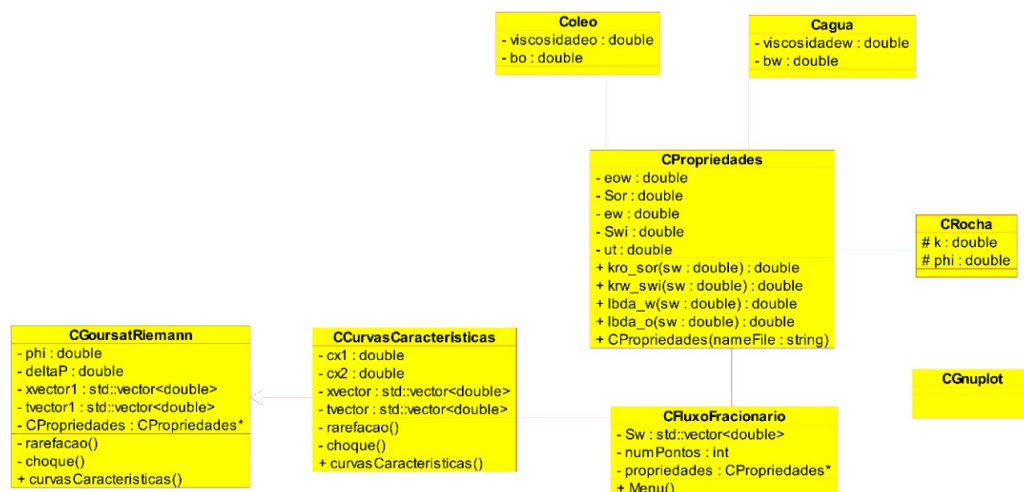 Coleo
- viscosidadeo : double
- bo : double
Cagua
- viscosidadew : double
- bw : double
CPropriedades
- eow : double
- Sor : double
- ew : double
- Swi : double
- ut : double
+ kro_sor(sw : double) : double
+ krw_swi(sw : double) : double
+ lbda_w(sw : double) : double
+ lbda_o(sw : double) : double
+ CPropriedades(nameFile : string)
CRocha
# k : double
# phi : double
CGoursatRiemann
- phi : double
- deltaP : double
- xvector1 : std::vector<double>
- tvector1 : std::vector<double>
- CPropriedades : CPropriedades*
- rarefacao()
- choque()
+ curvasCaracteristicas()
CCurvasCaracteristicas
- cx1 : double
- cx2 : double
- xvector : std::vector<double>
- tvector : std::vector<double>
- rarefacao()
- choque()
+ curvasCaracteristicas()
CGnuplot
CFluxoFracionario
- Sw : std::vector<double>
- numPontos : int
- propriedades : CPropriedades*
+ Menu()